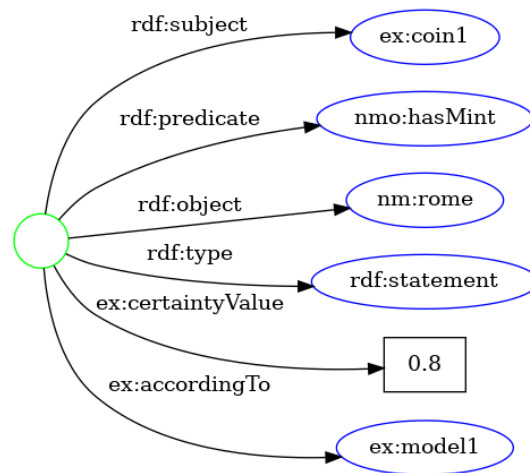 rdf:subject
ex:coin1
rdf:predicate
nmo:hasMint
rdf:object
nm:rome
rdf:type
rdf:statement
ex:certaintyValue
0.8
ex:accordingTo
ex:model1